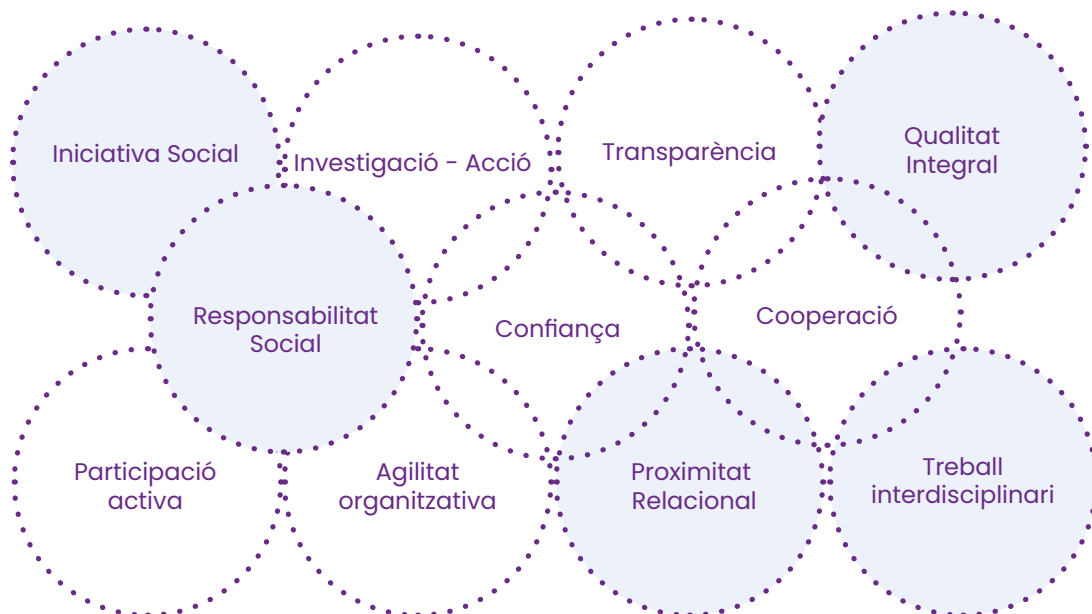 Iniciativa Social
Investigació - Acció
Transparència
Qualitat
Integral
Responsabilitat
Social
Confiança
Cooperació
Participació
activa
Agilitat
organitzativa
Proximitat
Relacional
Treball
interdisciplinari